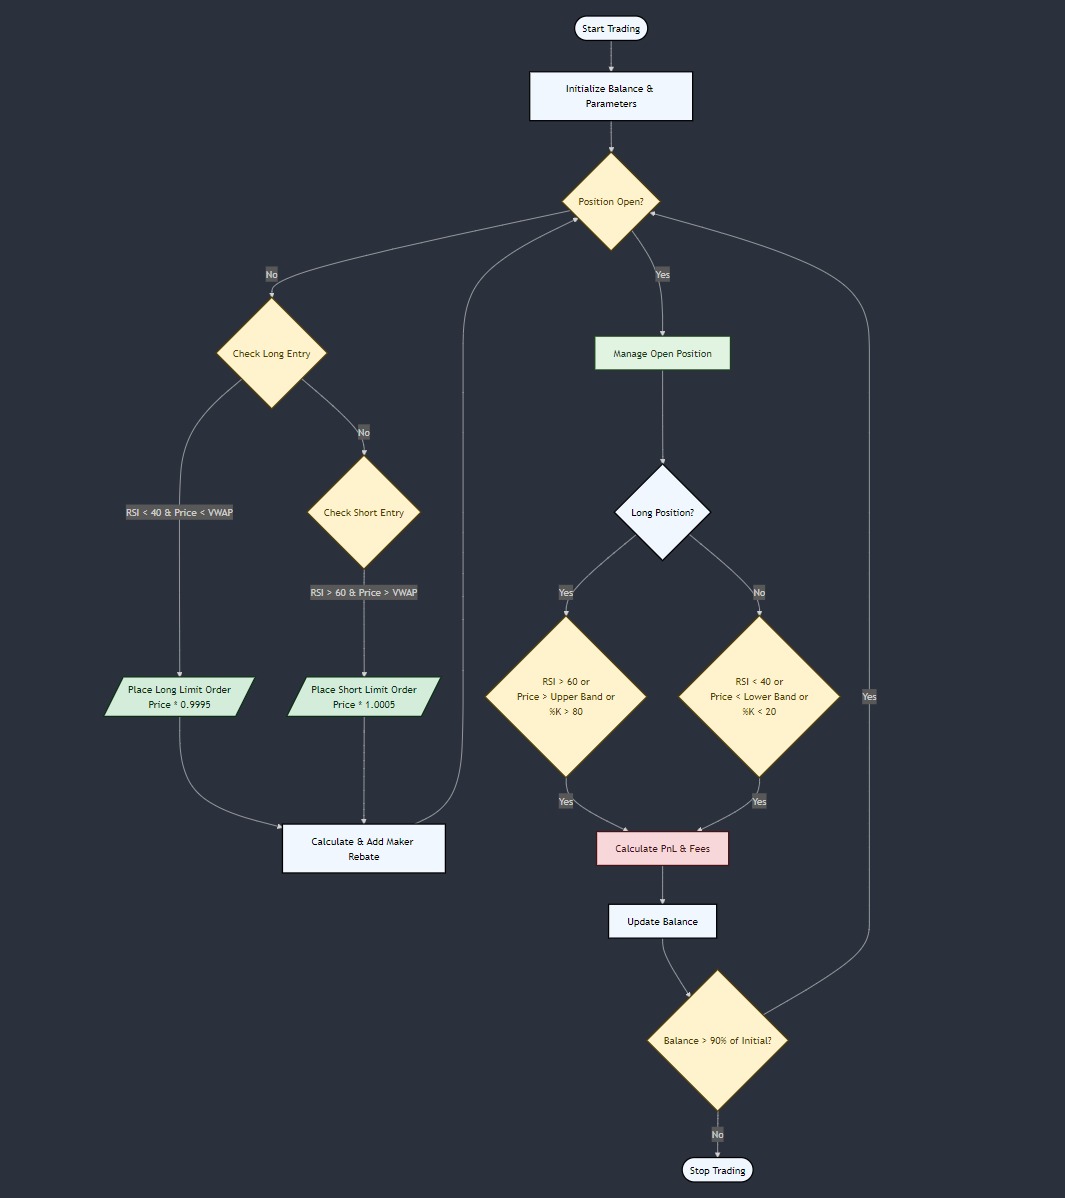 Start Trading
Initialize Balance &
Parameters
Position Open?
No
Yes
Check Long Entry
Manage Open Position
No
RSI < 40 & Price < VWAP
Check Short Entry
Long Position?
RSI > 60 & Price > VWAP
Yes
No
Place Long Limit Order
Price * 0.9995
Place Short Limit Order
Price * 1.0005
RSI > 60 or
Price > Upper Band or
%K > 80
RSI < 40 or
Price < Lower Band or
%K < 20
Yes
Yes
Yes
Calculate & Add Maker
Rebate
Calculate PnL & Fees
Update Balance
Balance > 90% of Initial?
No
Stop Trading